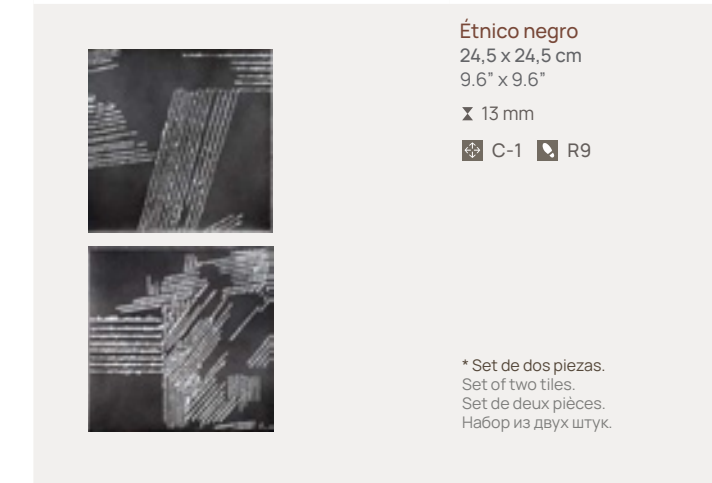 Étnico negro
24,5 x 24,5 cm
9.6” x 9.6”
13 mm
C-1 R9
* Set de dos piezas.
Set of two tiles.
Set de deux pièces.
Набор из двух штук.